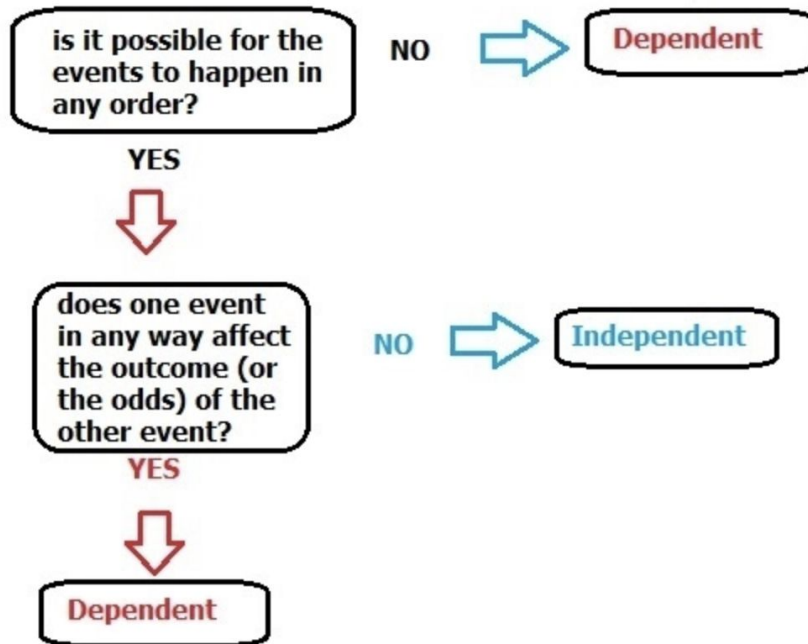 is it possible for the
events to happen in
any order?
NO
Dependent
YES
does one event
in any way affect
the outcome (or
the odds) of the
other event?
NO
Independent
YES
Dependent